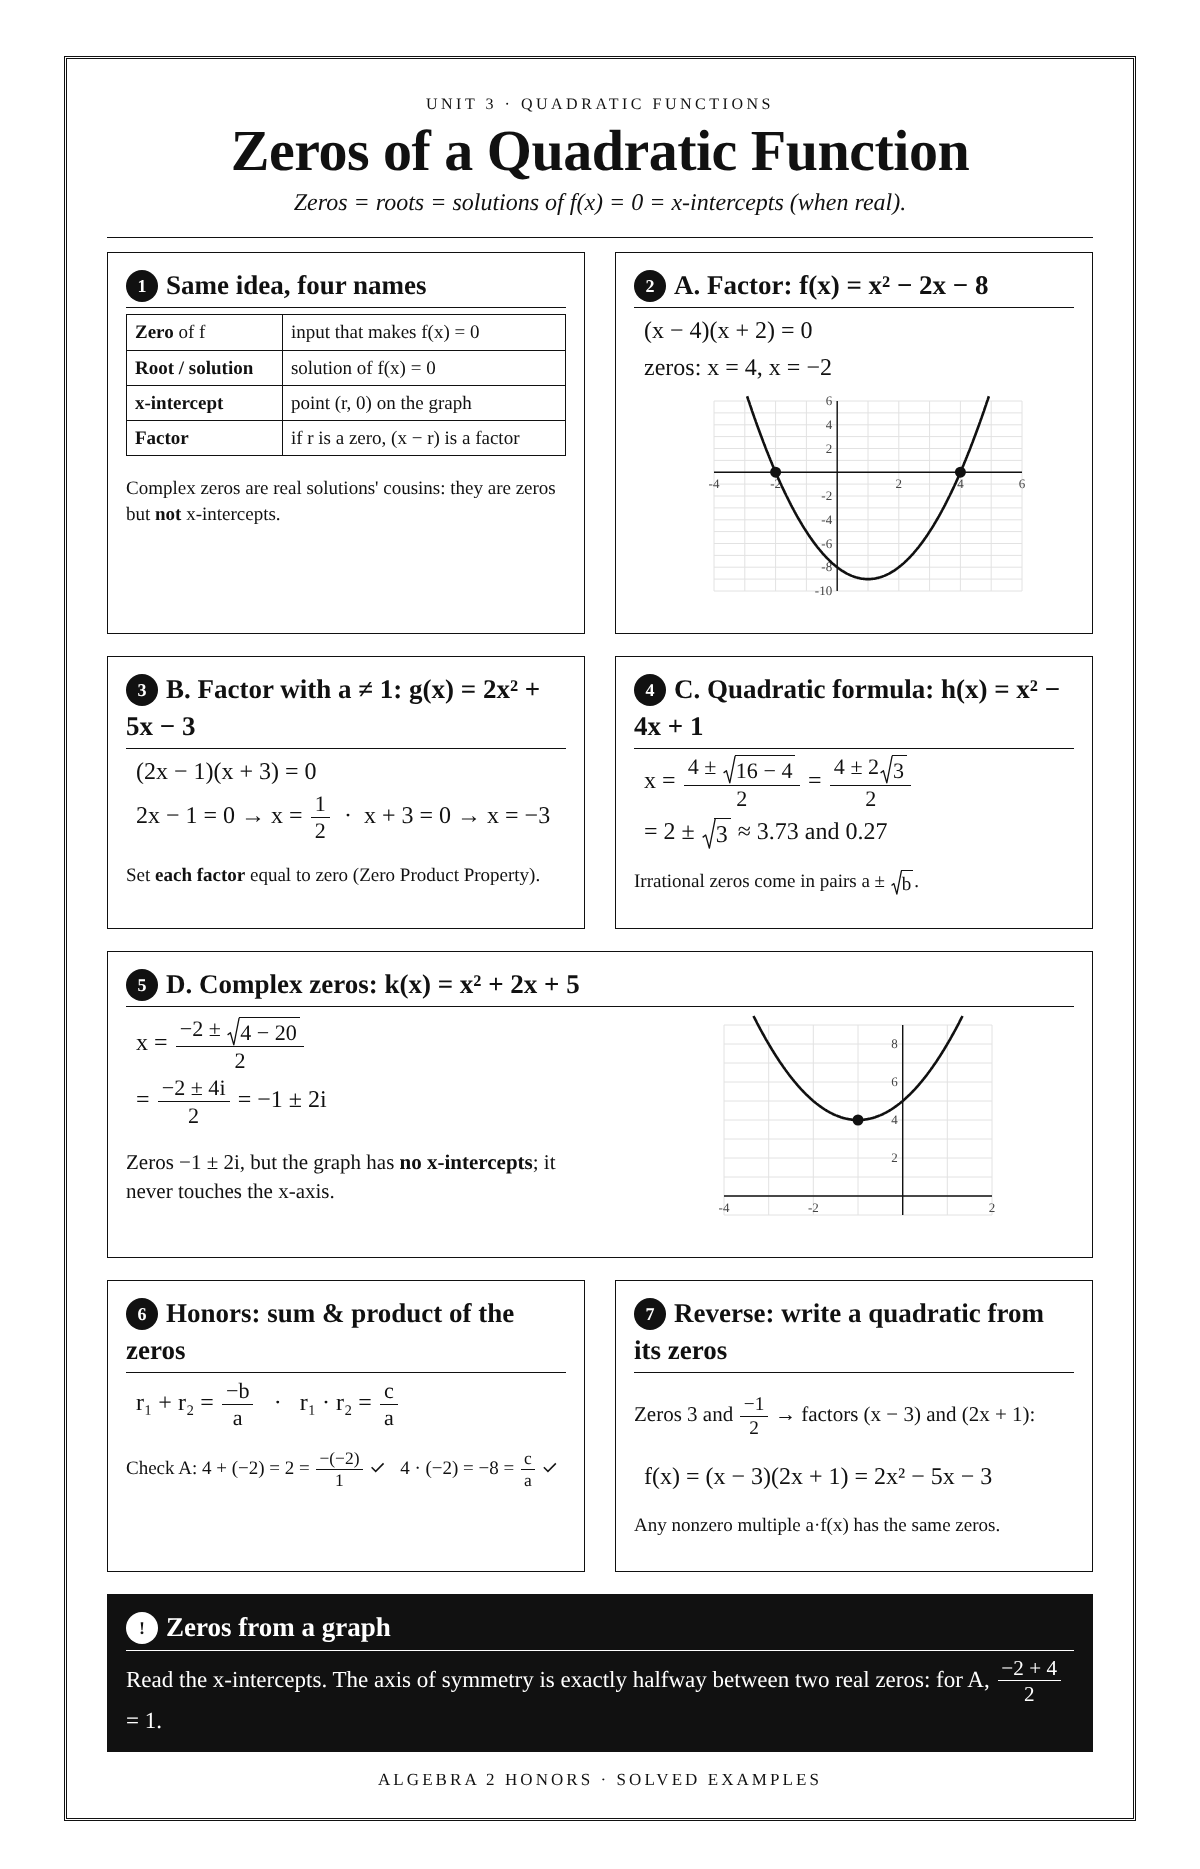 UNIT 3 · QUADRATIC FUNCTIONS
Zeros of a Quadratic Function
Zeros = roots = solutions of f(x) = 0 = x-intercepts (when real).
1 Same idea, four names
Zero of f input that makes f(x) = 0
Root / solution solution of f(x) = 0
x-intercept point (r, 0) on the graph
Factor if r is a zero, (x − r) is a factor
Complex zeros are real solutions' cousins: they are zeros
but not x-intercepts.
2 A. Factor: f(x) = x² − 2x − 8
(x − 4)(x + 2) = 0
zeros: x = 4, x = −2
6
4
2
-4 -2 2 4 6
-2
-4
-6
-8
-10
3 B. Factor with a ≠ 1: g(x) = 2x² +
5x − 3
(2x − 1)(x + 3) = 0
2x − 1 = 0 → x = 1/2 · x + 3 = 0 → x = −3
Set each factor equal to zero (Zero Product Property).
4 C. Quadratic formula: h(x) = x² −
4x + 1
x = (4 ± √(16 − 4))/2 = (4 ± 2√3)/2
= 2 ± √3 ≈ 3.73 and 0.27
Irrational zeros come in pairs a ± √b.
5 D. Complex zeros: k(x) = x² + 2x + 5
x = (−2 ± √(4 − 20))/2
= (−2 ± 4i)/2 = −1 ± 2i
Zeros −1 ± 2i, but the graph has no x-intercepts; it
never touches the x-axis.
8
6
4
2
-4 -2 2
6 Honors: sum & product of the
zeros
r₁ + r₂ = −b/a · r₁ · r₂ = c/a
Check A: 4 + (−2) = 2 = −(−2)/1 ✓ 4 · (−2) = −8 = c/a ✓
7 Reverse: write a quadratic from
its zeros
Zeros 3 and −1/2 → factors (x − 3) and (2x + 1):
f(x) = (x − 3)(2x + 1) = 2x² − 5x − 3
Any nonzero multiple a·f(x) has the same zeros.
! Zeros from a graph
Read the x-intercepts. The axis of symmetry is exactly halfway between two real zeros: for A, (−2 + 4)/2
= 1.
ALGEBRA 2 HONORS · SOLVED EXAMPLES